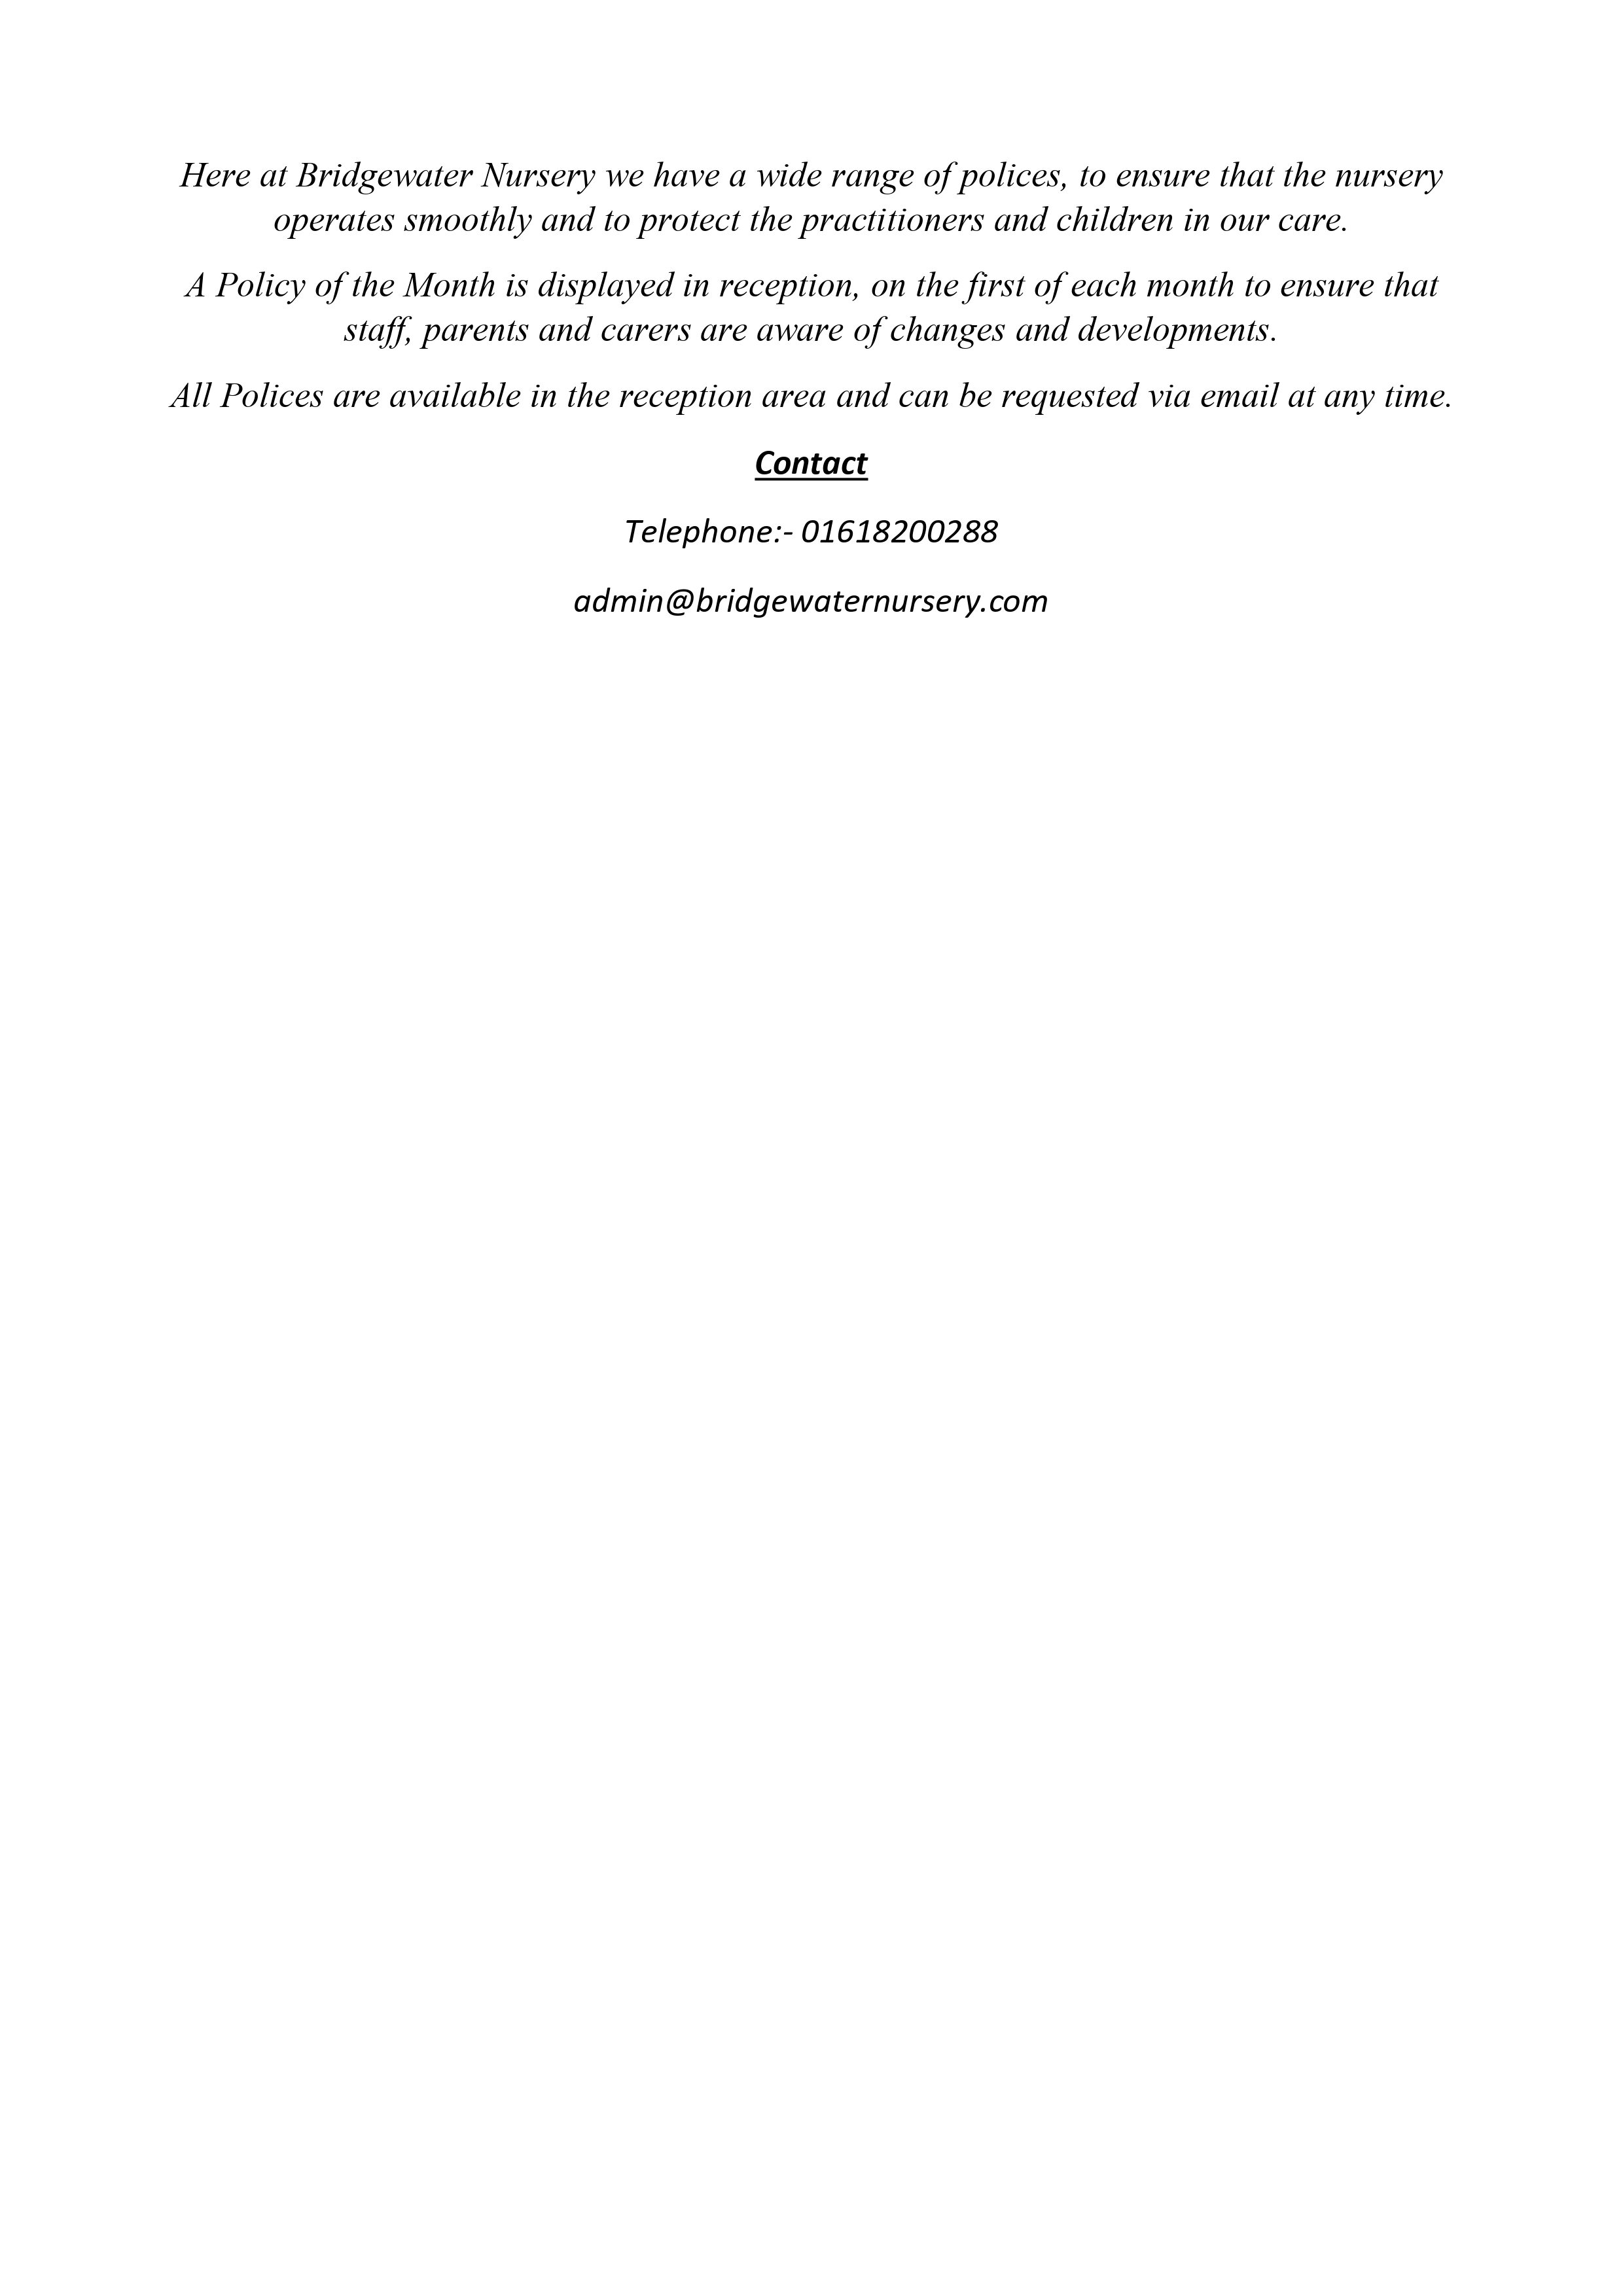 Here at Bridgewater Nursery we have a wide range of polices, to ensure that the nursery
operates smoothly and to protect the practitioners and children in our care.
A Policy of the Month is displayed in reception, on the first of each month to ensure that
staff, parents and carers are aware of changes and developments.
All Polices are available in the reception area and can be requested via email at any time.
Contact
Telephone:- 01618200288
admin@bridgewaternursery.com